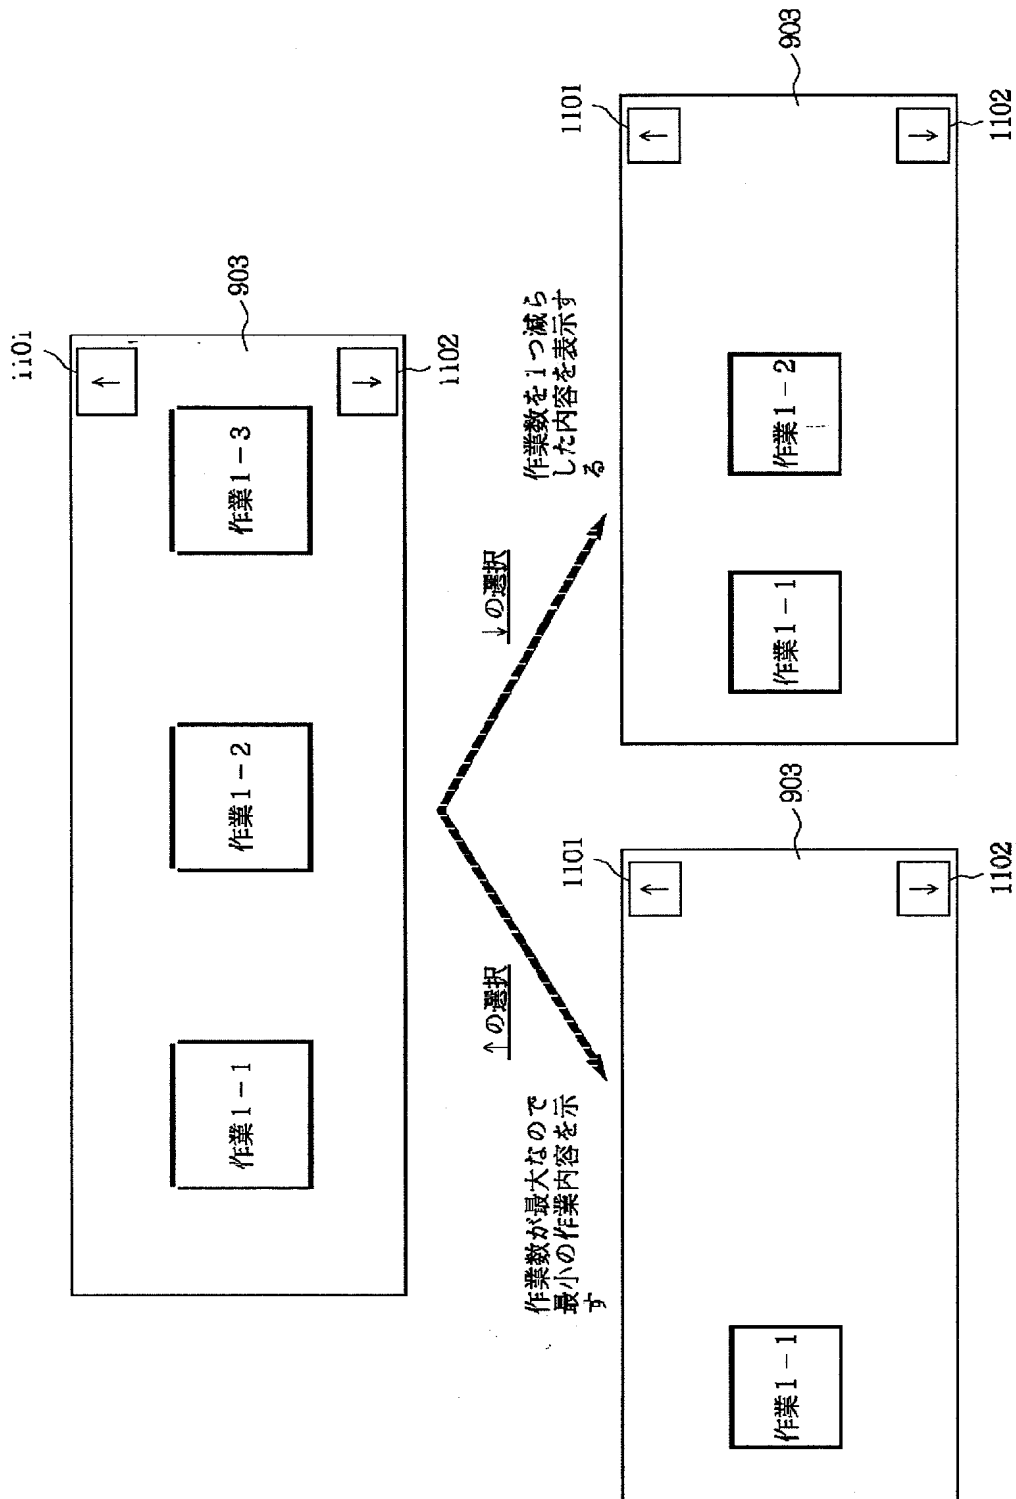 1101
↑
作業1−1
作業1−2
作業1−3
903
↓
1102
↑の選択
↓の選択
作業数が最大なので
最小の作業内容を示
す
作業数を1つ減ら
した内容を表示す
る
1101
↑
作業1−1
903
↓
1102
1101
↑
作業1−1
作業1−2
903
↓
1102